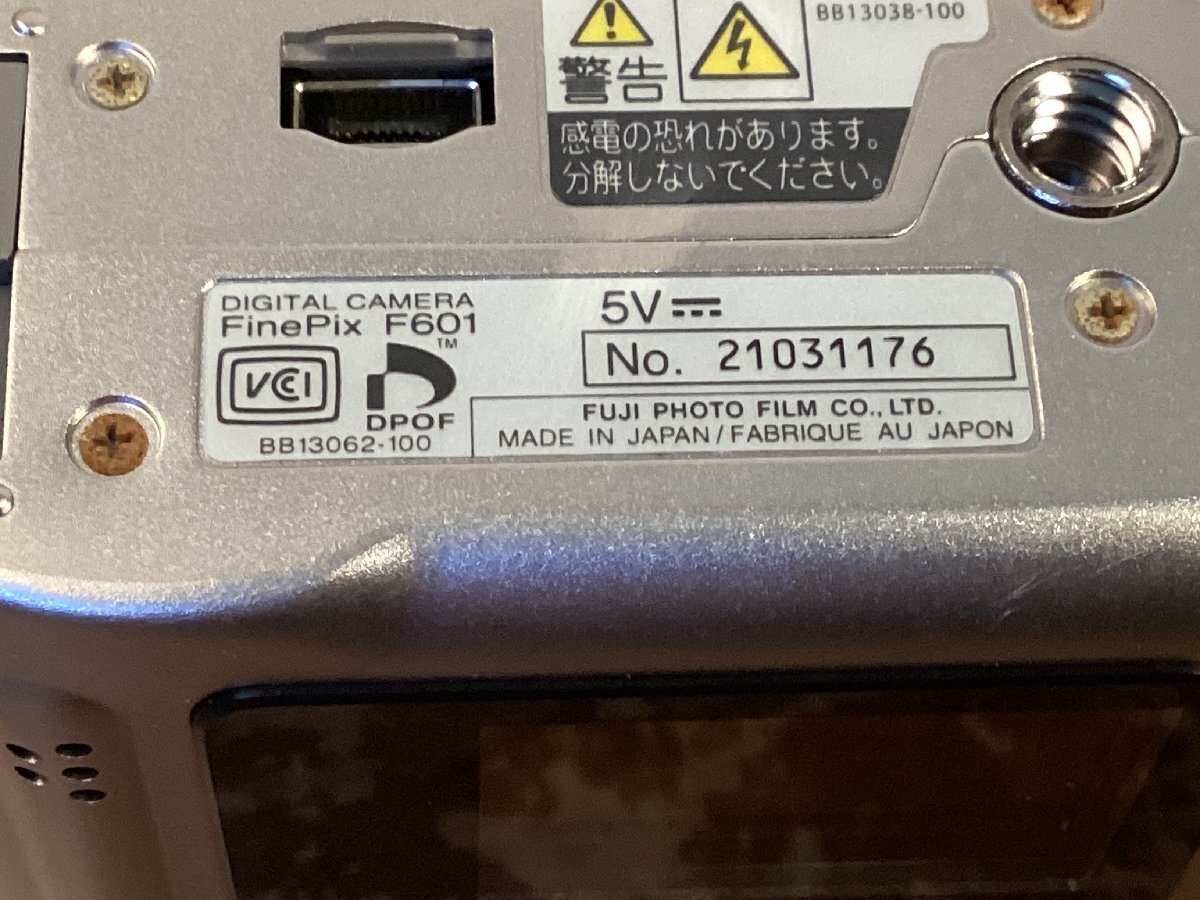 BB13038-100
警告
感電の恐れがあります。
分解しないでください。
DIGITAL CAMERA
FinePix F601
VCCI
TM
DPOF
BB13062-100
5V
No. 21031176
FUJI PHOTO FILM CO., LTD.
MADE IN JAPAN/FABRIQUE AU JAPON